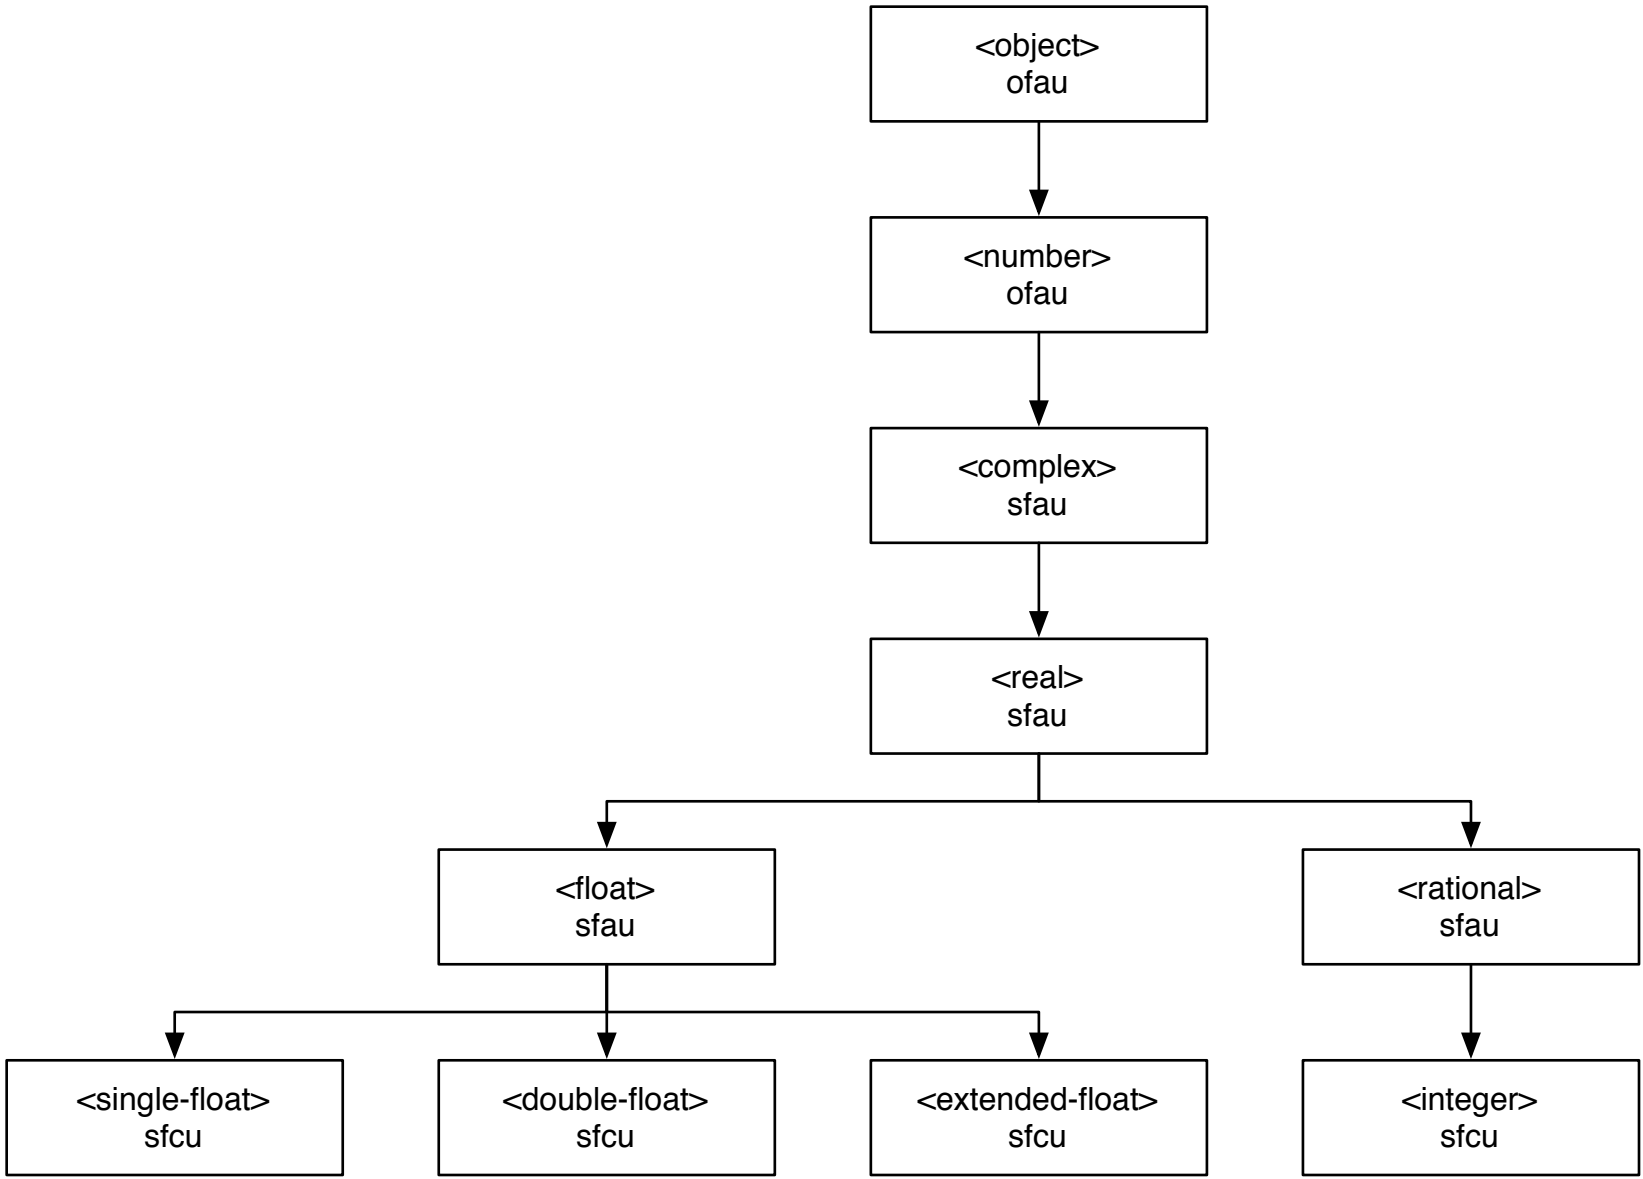 <object>
ofau
<number>
ofau
<complex>
sfau
<real>
sfau
<float>
sfau
<rational>
sfau
<single-float>
sfcu
<double-float>
sfcu
<extended-float>
sfcu
<integer>
sfcu